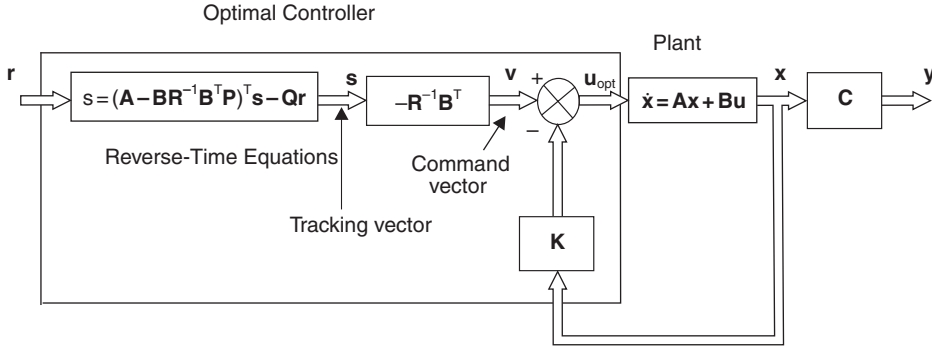 Optimal Controller
Plant
r
s = (A – BR⁻¹BᵀP)ᵀs – Qr
s
–R⁻¹Bᵀ
v
+
−
u_opt
ẋ = Ax + Bu
x
C
y
Reverse-Time Equations
Command
vector
Tracking vector
K